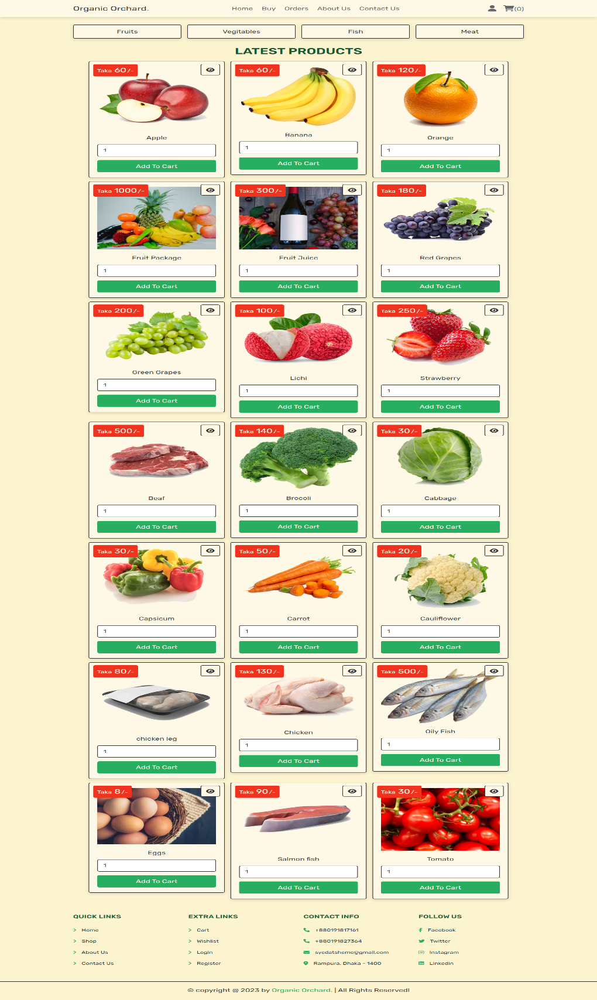 Organic Orchard. Home Buy Orders About Us Contact Us (0)
Fruits Vegitables Fish Meat
LATEST PRODUCTS
Taka 60/- Taka 60/- Taka 120/-
Apple Banana Orange
1 1 1
Add To Cart Add To Cart Add To Cart
Taka 1000/- Taka 300/- Taka 180/-
Fruit Package Fruit Juice Red Grapes
1 1 1
Add To Cart Add To Cart Add To Cart
Taka 200/- Taka 100/- Taka 250/-
Green Grapes Lichi Strawberry
1 1 1
Add To Cart Add To Cart Add To Cart
Taka 500/- Taka 140/- Taka 30/-
Beaf Brocoli Cabbage
1 1 1
Add To Cart Add To Cart Add To Cart
Taka 30/- Taka 50/- Taka 20/-
Capsicum Carrot Cauliflower
1 1 1
Add To Cart Add To Cart Add To Cart
Taka 80/- Taka 130/- Taka 500/-
chicken leg Chicken Oily Fish
1 1 1
Add To Cart Add To Cart Add To Cart
Taka 8/- Taka 90/- Taka 30/-
Eggs Salmon fish Tomato
1 1 1
Add To Cart Add To Cart Add To Cart
QUICK LINKS EXTRA LINKS CONTACT INFO FOLLOW US
> Home > Cart +880191817161 Facebook
> Shop > Wishlist +880191827364 Twitter
> About Us > Login syedatsheme@gmail.com Instagram
> Contact Us > Register Rampura, Dhaka - 1400 Linkedin
© copyright @ 2023 by Organic Orchard. | All Rights Reserved!